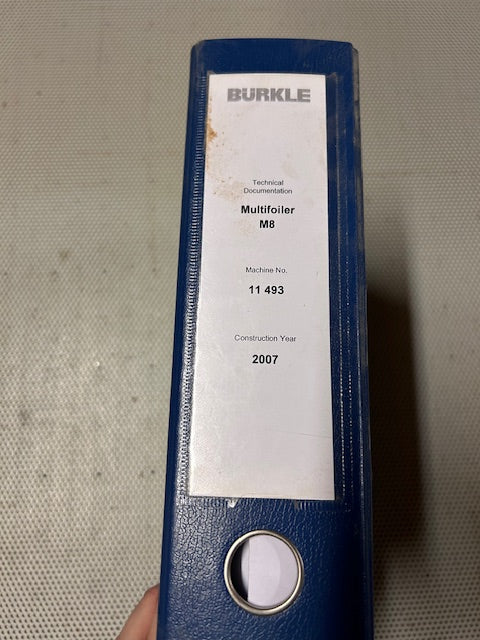 BÜRKLE
Technical
Documentation
Multifoiler
M8
Machine No.
11 493
Construction Year
2007